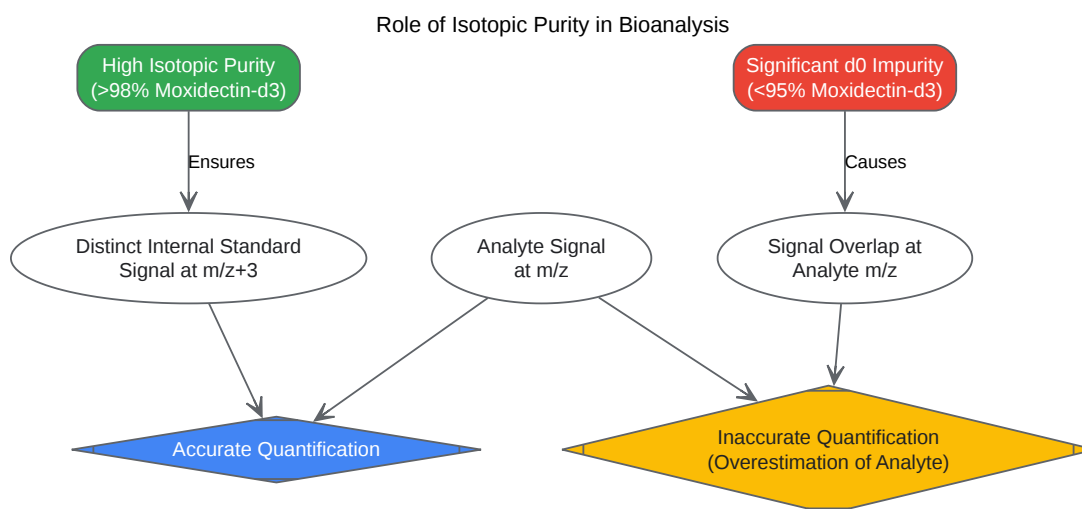 Role of Isotopic Purity in Bioanalysis
High Isotopic Purity
(>98% Moxidectin-d3)
Significant d0 Impurity
(<95% Moxidectin-d3)
Ensures
Causes
Distinct Internal Standard
Signal at m/z+3
Analyte Signal
at m/z
Signal Overlap at
Analyte m/z
Accurate Quantification
Inaccurate Quantification
(Overestimation of Analyte)